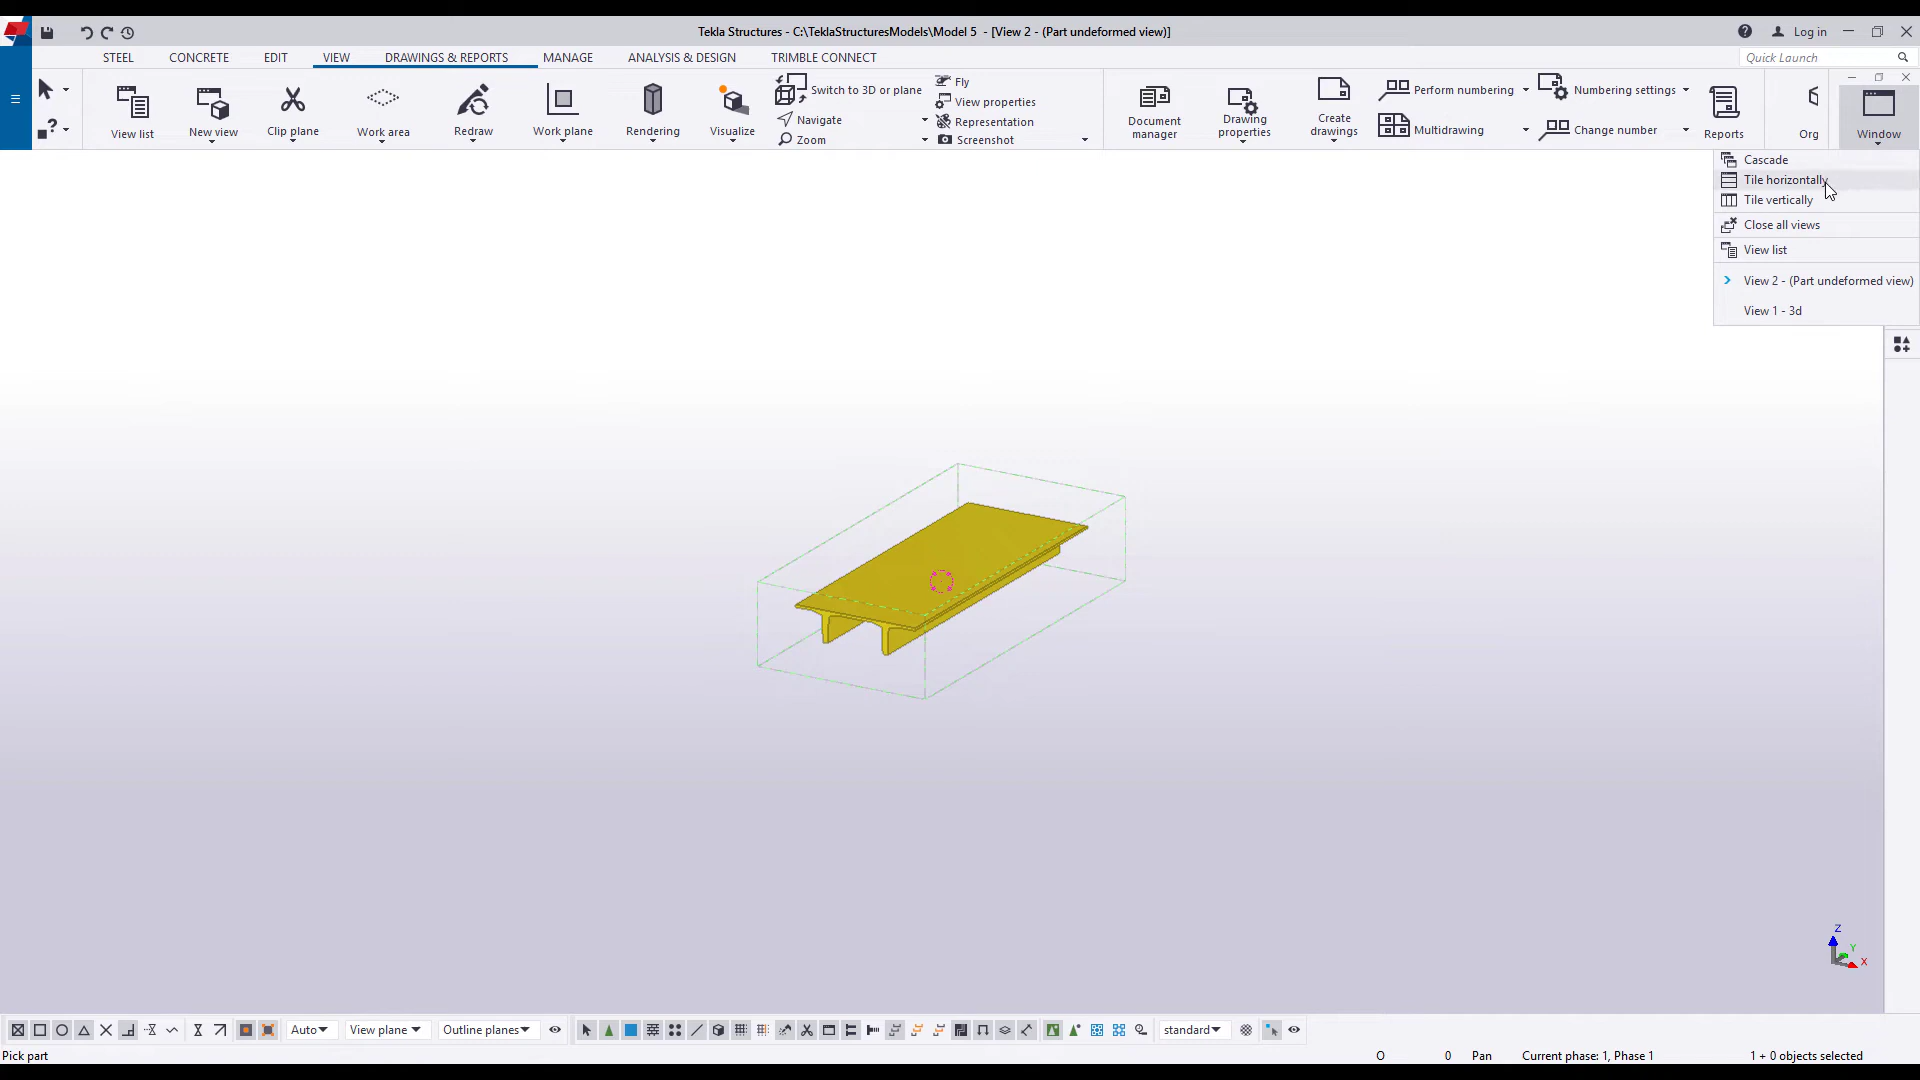 Tekla Structures - C:\TeklaStructuresModels\Model 5 - [View 2 - (Part undeformed view)]
Log in
STEEL CONCRETE EDIT VIEW DRAWINGS & REPORTS MANAGE ANALYSIS & DESIGN TRIMBLE CONNECT
Quick Launch
View list
New view
Clip plane
Work area
Redraw
Work plane
Rendering
Visualize
Switch to 3D or plane
Navigate
Zoom
Fly
View properties
Representation
Screenshot
Document
manager
Drawing
properties
Create
drawings
Perform numbering
Multidrawing
Numbering settings
Change number
Reports
Org
Window
Cascade
Tile horizontally
Tile vertically
Close all views
View list
View 2 - (Part undeformed view)
View 1 - 3d
Z
Y
X
Auto View plane Outline planes standard
Pick part O 0 Pan Current phase: 1, Phase 1 1 + 0 objects selected